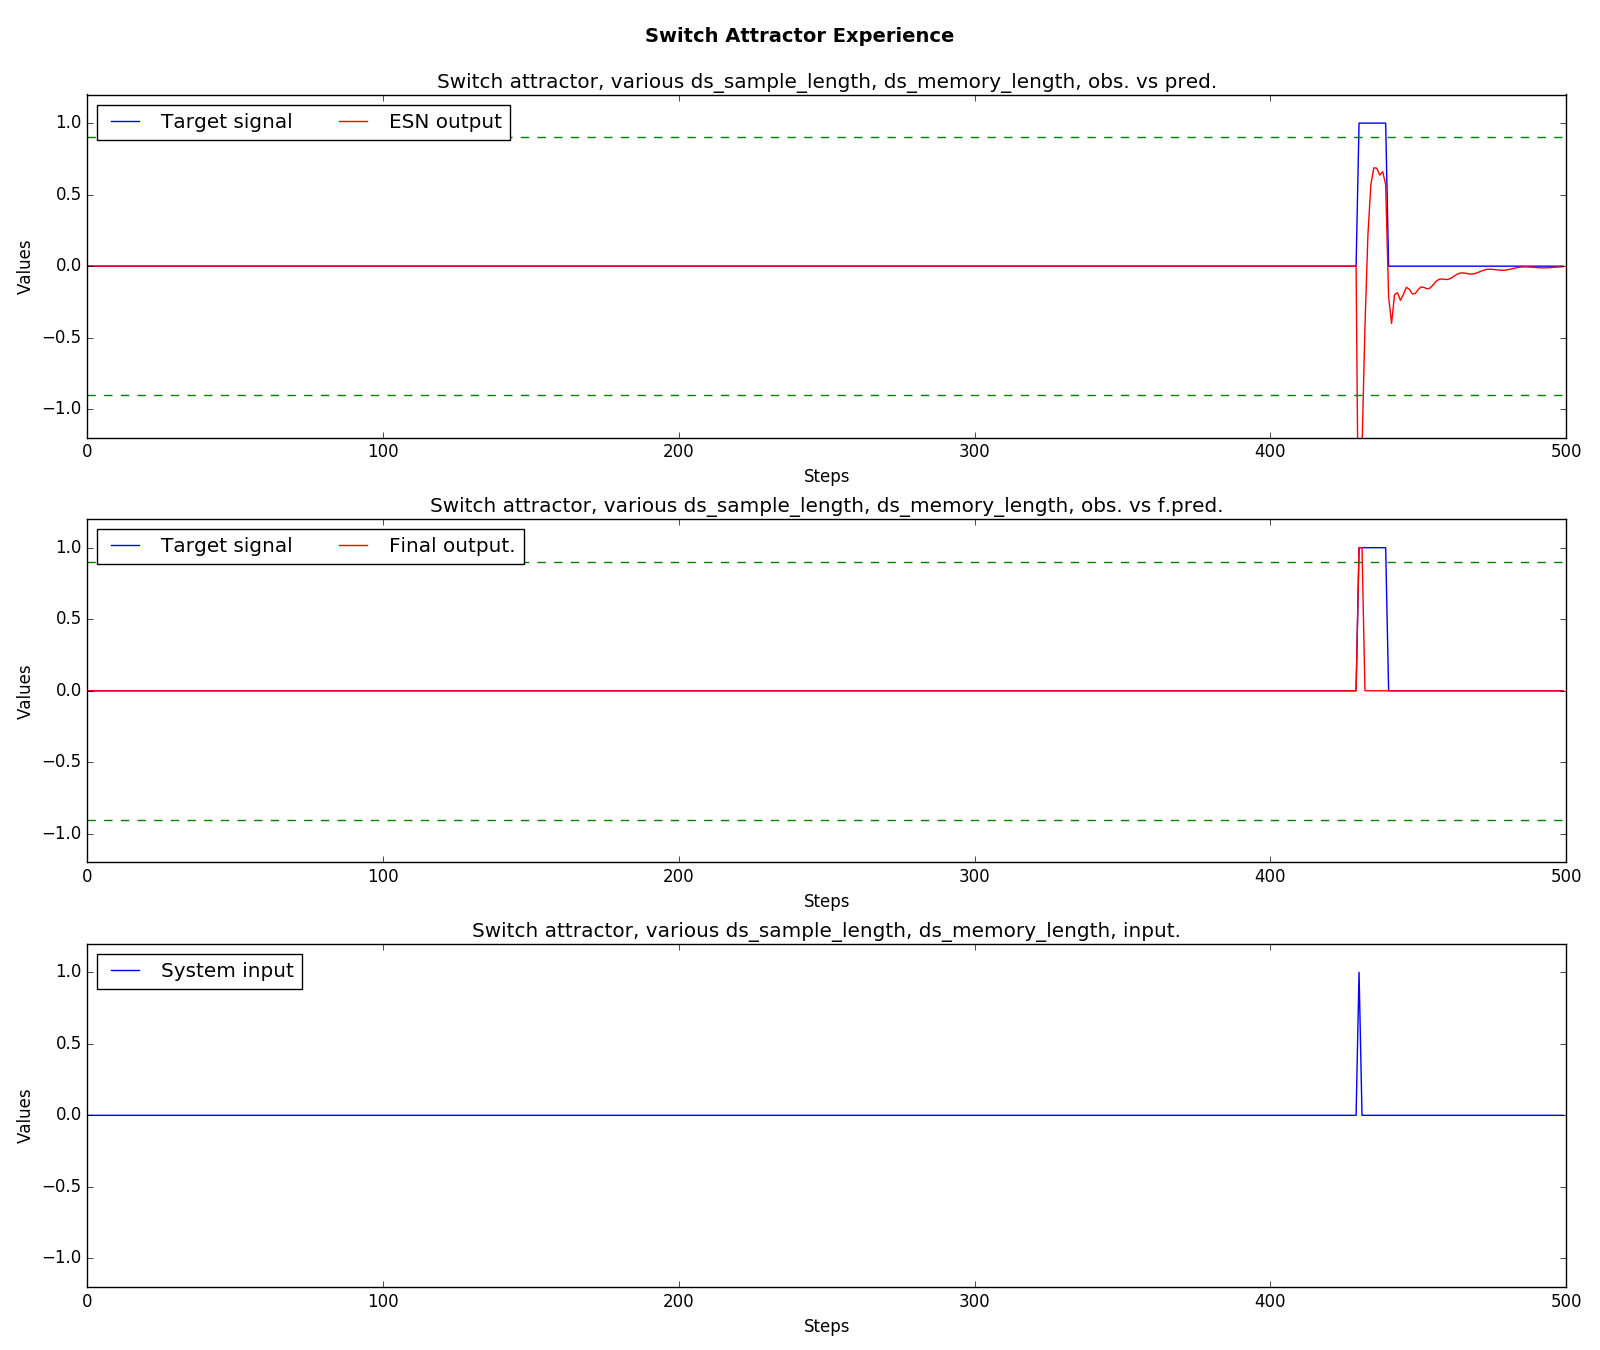 Switch Attractor Experience
Switch attractor, various ds_sample_length, ds_memory_length, obs. vs pred.
Target signal ESN output
1.0
0.5
0.0
−0.5
−1.0
Values
0 100 200 300 400 500
Steps
Switch attractor, various ds_sample_length, ds_memory_length, obs. vs f.pred.
Target signal Final output.
1.0
0.5
0.0
−0.5
−1.0
Values
0 100 200 300 400 500
Steps
Switch attractor, various ds_sample_length, ds_memory_length, input.
System input
1.0
0.5
0.0
−0.5
−1.0
Values
0 100 200 300 400 500
Steps